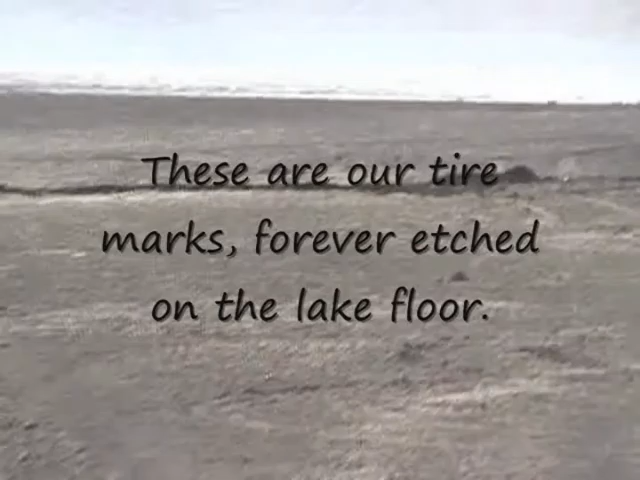 These are our tire
marks, forever etched
on the lake floor.